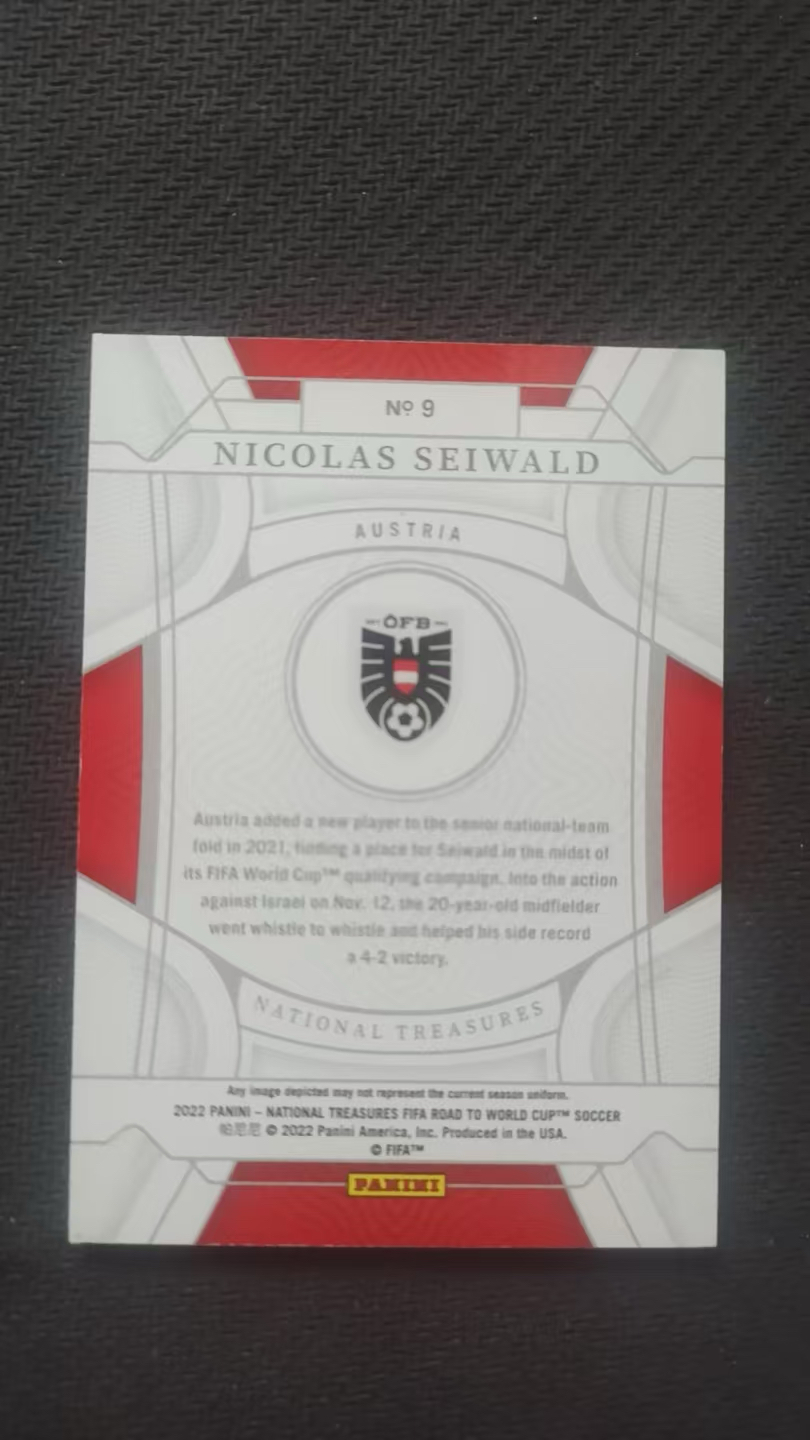 Nº 9
NICOLAS SEIWALD
AUSTRIA
ÖFB
Austria added a new player to the senior national-team
fold in 2021, finding a place for Seiwald in the midst of
its FIFA World Cup™ qualifying campaign. Into the action
against Israel on Nov. 12, the 20-year-old midfielder
went whistle to whistle and helped his side record
a 4-2 victory.
NATIONAL TREASURES
Any image depicted may not represent the current season uniform.
2022 PANINI – NATIONAL TREASURES FIFA ROAD TO WORLD CUP™ SOCCER
帕尼尼 © 2022 Panini America, Inc. Produced in the USA.
© FIFA™
PANINI